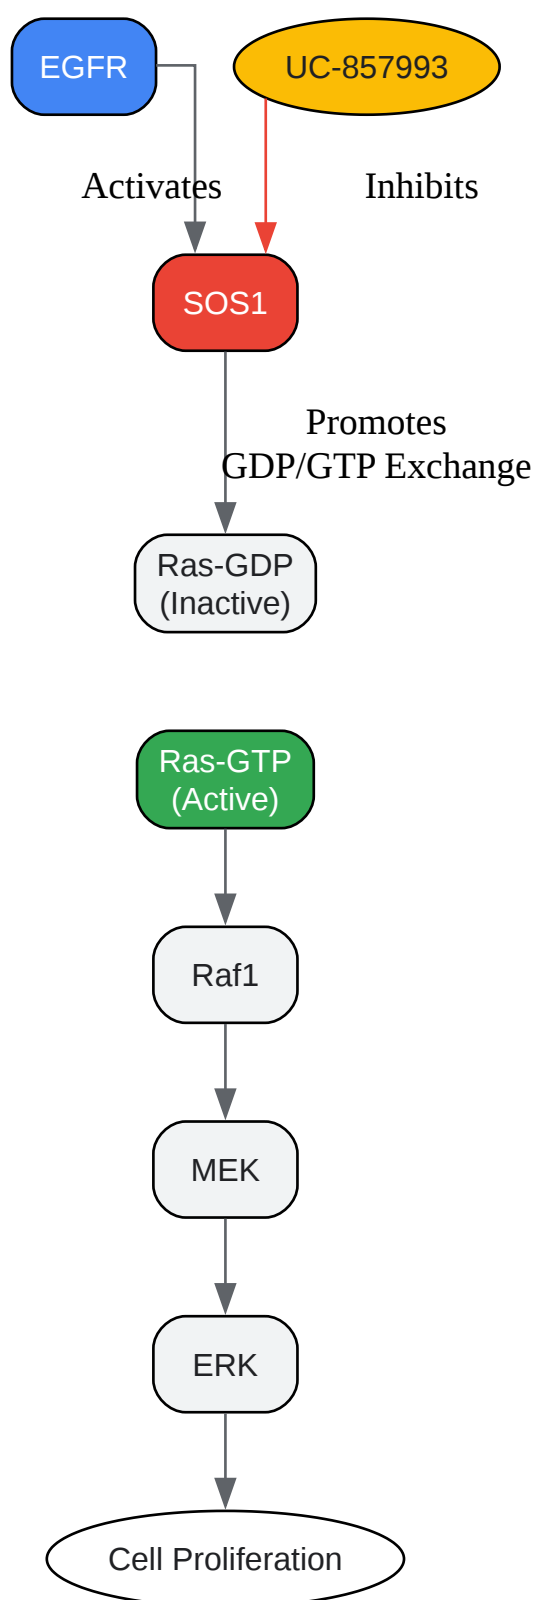 EGFR
UC-857993
Activates
Inhibits
SOS1
Promotes
GDP/GTP Exchange
Ras-GDP
(Inactive)
Ras-GTP
(Active)
Raf1
MEK
ERK
Cell Proliferation